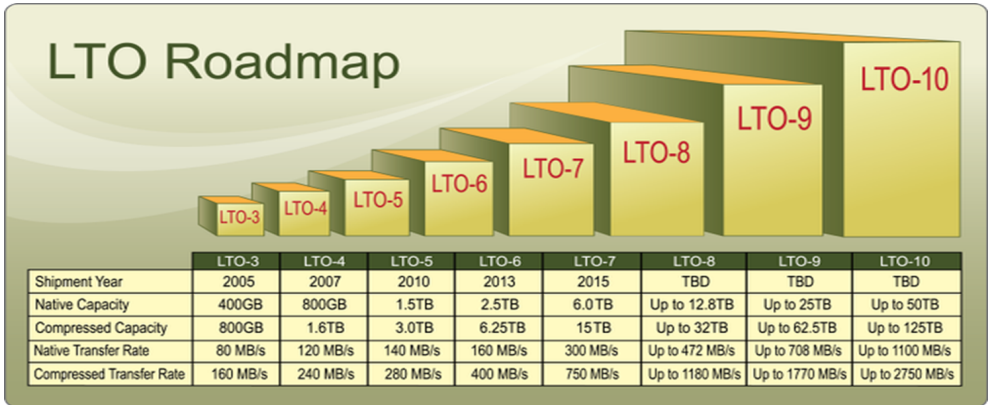 LTO Roadmap
LTO-3
LTO-4
LTO-5
LTO-6
LTO-7
LTO-8
LTO-9
LTO-10
LTO-3 LTO-4 LTO-5 LTO-6 LTO-7 LTO-8 LTO-9 LTO-10
Shipment Year 2005 2007 2010 2013 2015 TBD TBD TBD
Native Capacity 400GB 800GB 1.5TB 2.5TB 6.0TB Up to 12.8TB Up to 25TB Up to 50TB
Compressed Capacity 800GB 1.6TB 3.0TB 6.25TB 15TB Up to 32TB Up to 62.5TB Up to 125TB
Native Transfer Rate 80 MB/s 120 MB/s 140 MB/s 160 MB/s 300 MB/s Up to 472 MB/s Up to 708 MB/s Up to 1100 MB/s
Compressed Transfer Rate 160 MB/s 240 MB/s 280 MB/s 400 MB/s 750 MB/s Up to 1180 MB/s Up to 1770 MB/s Up to 2750 MB/s